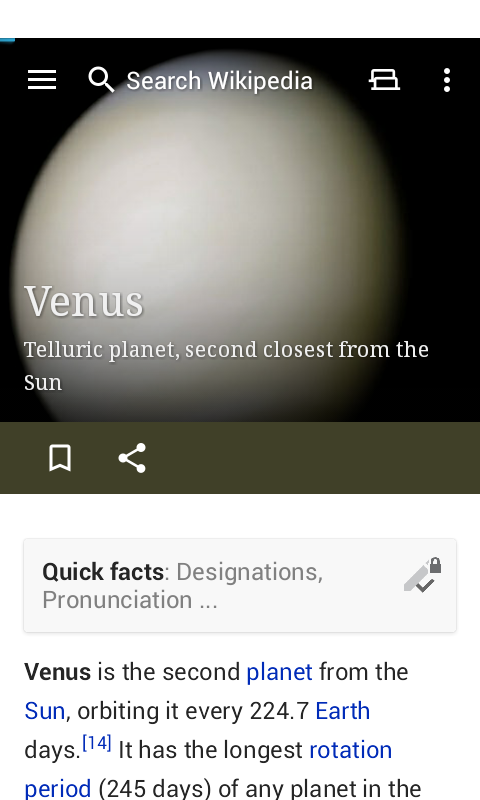 Search Wikipedia
Venus
Telluric planet, second closest from the
Sun
Quick facts: Designations,
Pronunciation ...
Venus is the second planet from the
Sun, orbiting it every 224.7 Earth
days.[14] It has the longest rotation
period (245 days) of any planet in the